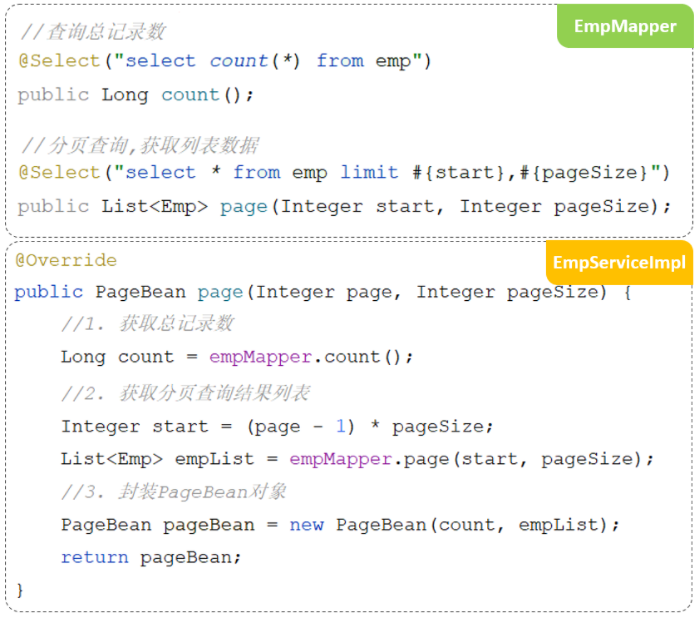 EmpMapper
//查询总记录数
@Select("select count(*) from emp")
public Long count();
//分页查询,获取列表数据
@Select("select * from emp limit #{start},#{pageSize}")
public List<Emp> page(Integer start, Integer pageSize);
EmpServiceImpl
@Override
public PageBean page(Integer page, Integer pageSize) {
//1. 获取总记录数
Long count = empMapper.count();
//2. 获取分页查询结果列表
Integer start = (page - 1) * pageSize;
List<Emp> empList = empMapper.page(start, pageSize);
//3. 封装PageBean对象
PageBean pageBean = new PageBean(count, empList);
return pageBean;
}